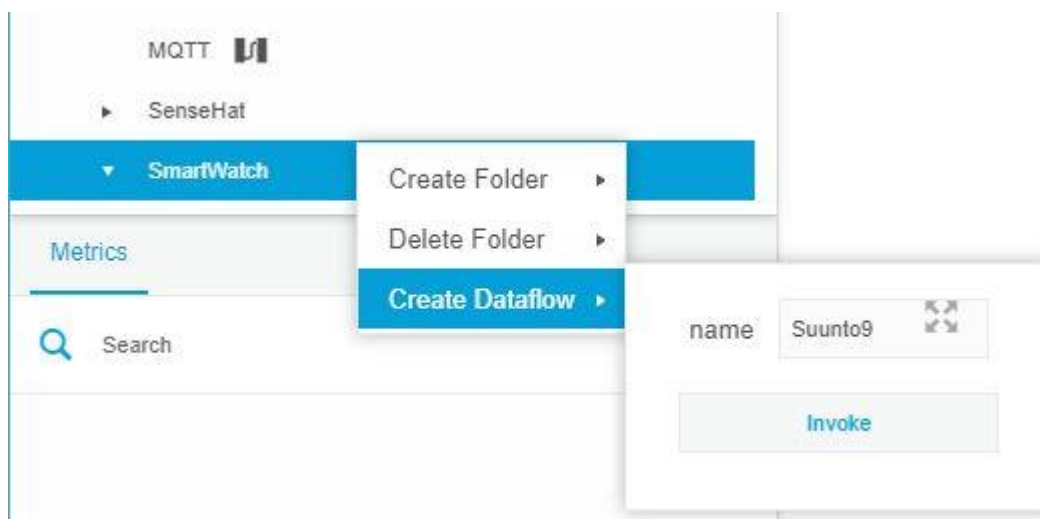 MQTT
SenseHat
SmartWatch
Create Folder
Delete Folder
Metrics
Create Dataflow
Search
name
Suunto9
Invoke